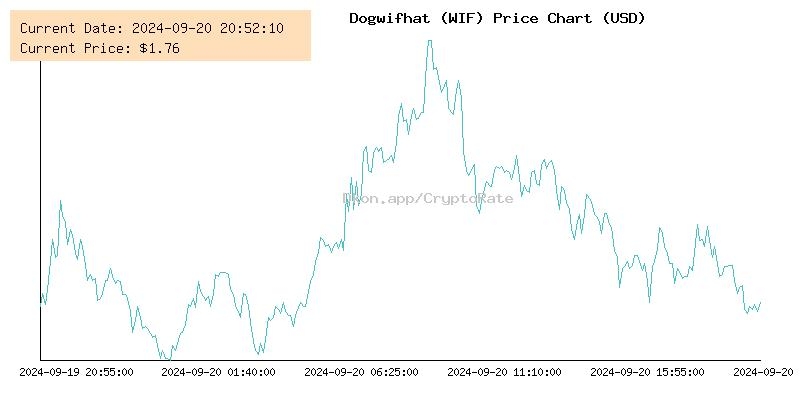 Dogwifhat (WIF) Price Chart (USD)
Current Date: 2024-09-20 20:52:10
Current Price: $1.76
2024-09-19 20:55:00 2024-09-20 01:40:00 2024-09-20 06:25:00 2024-09-20 11:10:00 2024-09-20 15:55:00 2024-09-20